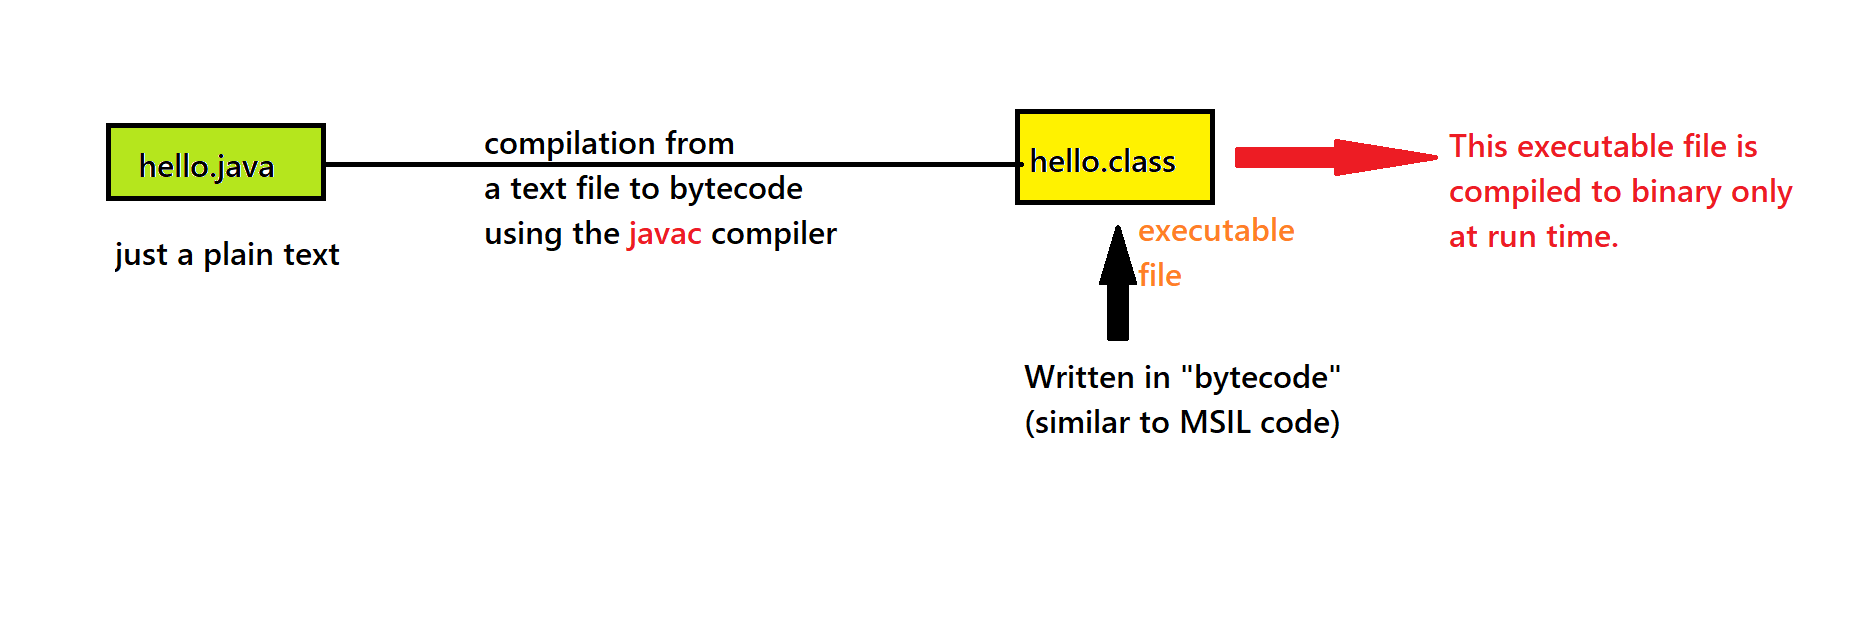 hello.java
just a plain text
compilation from
a text file to bytecode
using the javac compiler
hello.class
executable
file
Written in "bytecode"
(similar to MSIL code)
This executable file is
compiled to binary only
at run time.